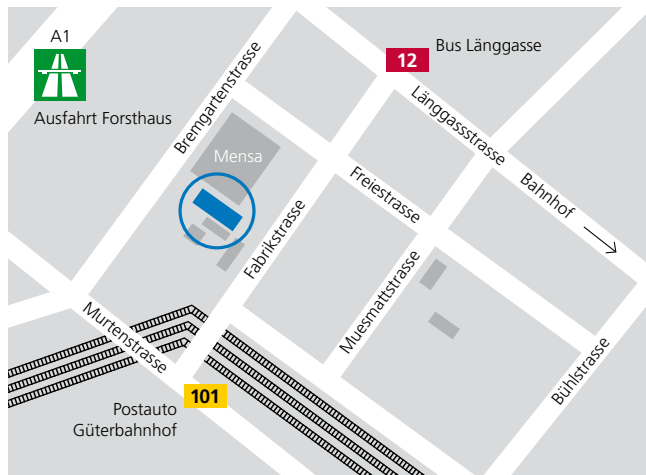 A1
Ausfahrt Forsthaus
Bremgartenstrasse
12
Bus Länggasse
Länggassstrasse
Bahnhof
Mensa
Freiestrasse
Fabrikstrasse
Muesmattstrasse
Murtenstrasse
Bühlstrasse
101
Postauto
Güterbahnhof